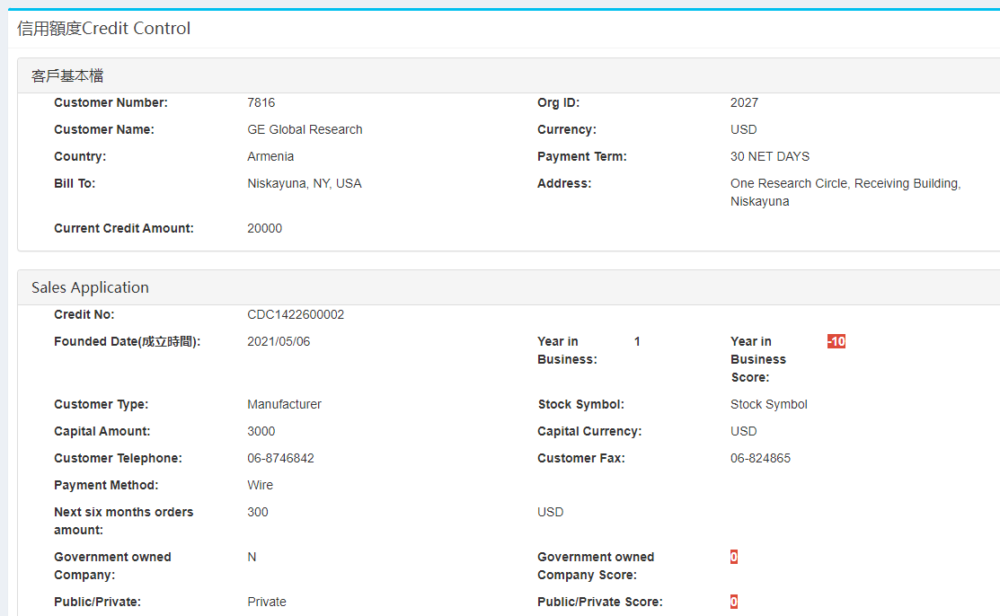 信用額度Credit Control
客戶基本檔
Customer Number: 7816 Org ID: 2027
Customer Name: GE Global Research Currency: USD
Country: Armenia Payment Term: 30 NET DAYS
Bill To: Niskayuna, NY, USA Address: One Research Circle, Receiving Building,
Niskayuna
Current Credit Amount: 20000
Sales Application
Credit No: CDC1422600002
Founded Date(成立時間): 2021/05/06 Year in 1 Year in -10
Business: Business
Score:
Customer Type: Manufacturer Stock Symbol: Stock Symbol
Capital Amount: 3000 Capital Currency: USD
Customer Telephone: 06-8746842 Customer Fax: 06-824865
Payment Method: Wire
Next six months orders 300 USD
amount:
Government owned N Government owned 0
Company: Company Score:
Public/Private: Private Public/Private Score: 0